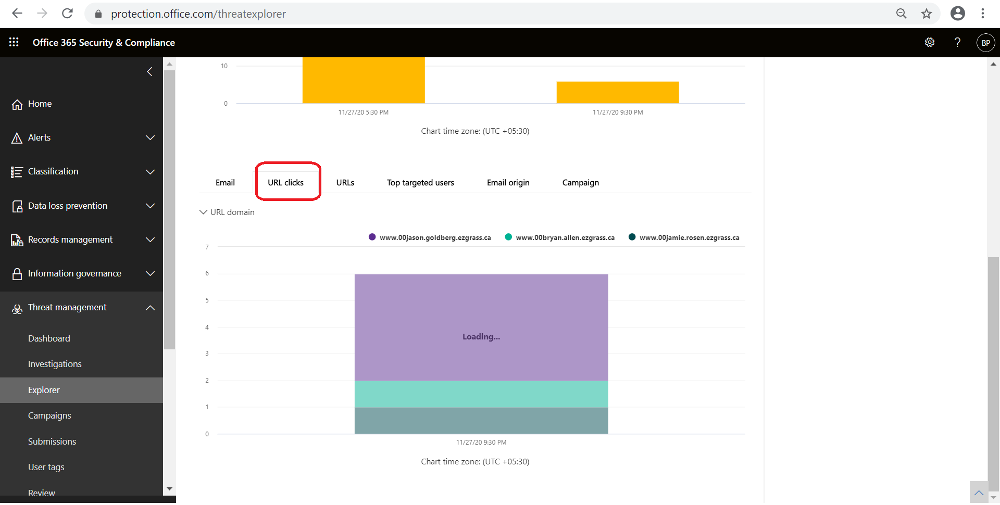 protection.office.com/threatexplorer
Office 365 Security & Compliance
?
BP
Home
Alerts
Classification
Data loss prevention
Records management
Information governance
Threat management
Dashboard
Investigations
Explorer
Campaigns
Submissions
User tags
Review
10
0
11/27/20 5:30 PM
11/27/20 9:30 PM
Chart time zone: (UTC +05:30)
Email
URL clicks
URLs
Top targeted users
Email origin
Campaign
URL domain
www.00jason.goldberg.ezgrass.ca
www.00bryan.allen.ezgrass.ca
www.00jamie.rosen.ezgrass.ca
7
6
5
4
3
2
1
0
Loading...
11/27/20 9:30 PM
Chart time zone: (UTC +05:30)